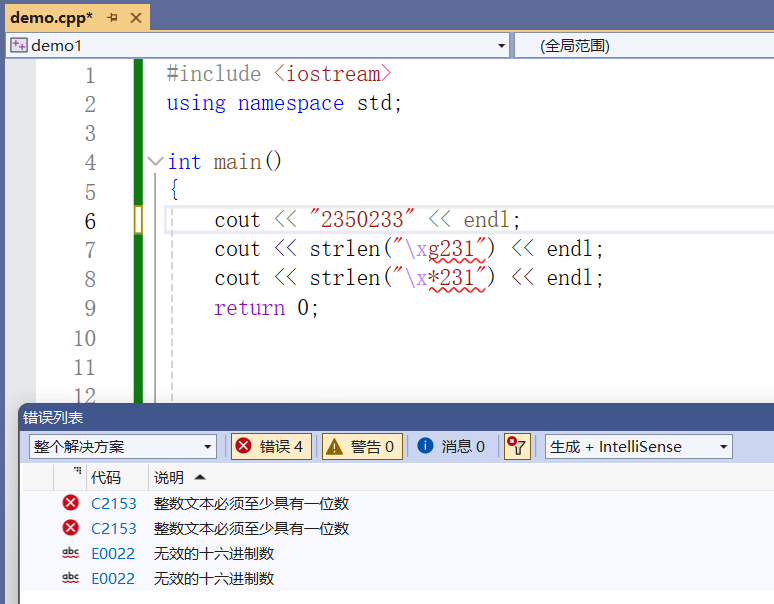 demo.cpp*
demo1
(全局范围)
1 #include <iostream>
2 using namespace std;
3
4 int main()
5 {
6 cout << "2350233" << endl;
7 cout << strlen("\xg231") << endl;
8 cout << strlen("\x*231") << endl;
9 return 0;
10
11
12
错误列表
整个解决方案 错误 4 警告 0 消息 0 生成 + IntelliSense
代码 说明
C2153 整数文本必须至少具有一位数
C2153 整数文本必须至少具有一位数
abc E0022 无效的十六进制数
abc E0022 无效的十六进制数